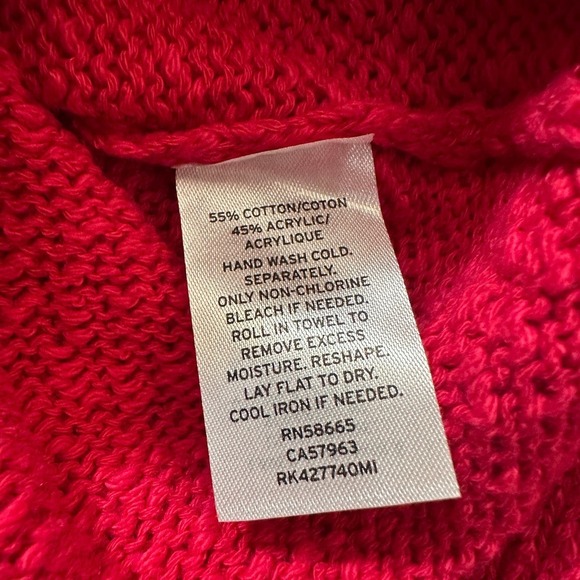 55% COTTON/COTON
45% ACRYLIC/
ACRYLIQUE
HAND WASH COLD.
SEPARATELY.
ONLY NON-CHLORINE
BLEACH IF NEEDED.
ROLL IN TOWEL TO
REMOVE EXCESS
MOISTURE. RESHAPE.
LAY FLAT TO DRY.
COOL IRON IF NEEDED.
RN58665
CA57963
RK427740MI